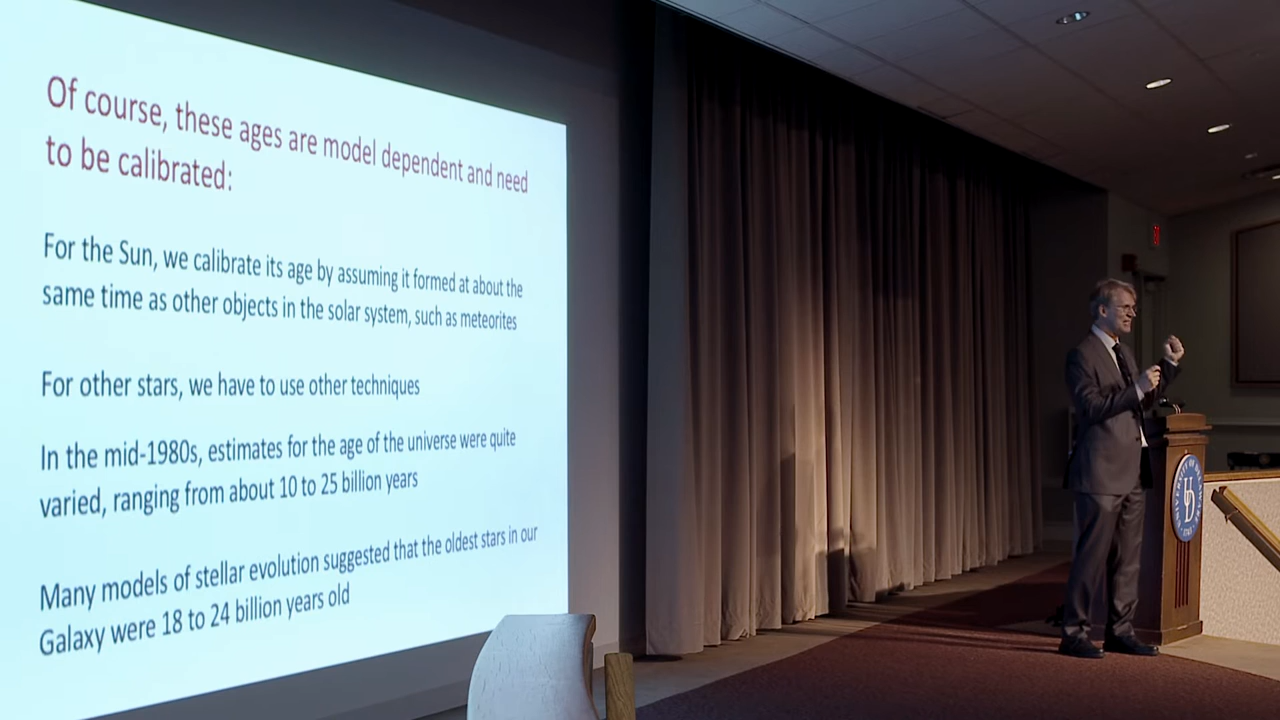 Of course, these ages are model dependent and need
to be calibrated:
For the Sun, we calibrate its age by assuming it formed at about the
same time as other objects in the solar system, such as meteorites
For other stars, we have to use other techniques
In the mid-1980s, estimates for the age of the universe were quite
varied, ranging from about 10 to 25 billion years
Many models of stellar evolution suggested that the oldest stars in our
Galaxy were 18 to 24 billion years old
UNIVERSITY OF DELAWARE
UD